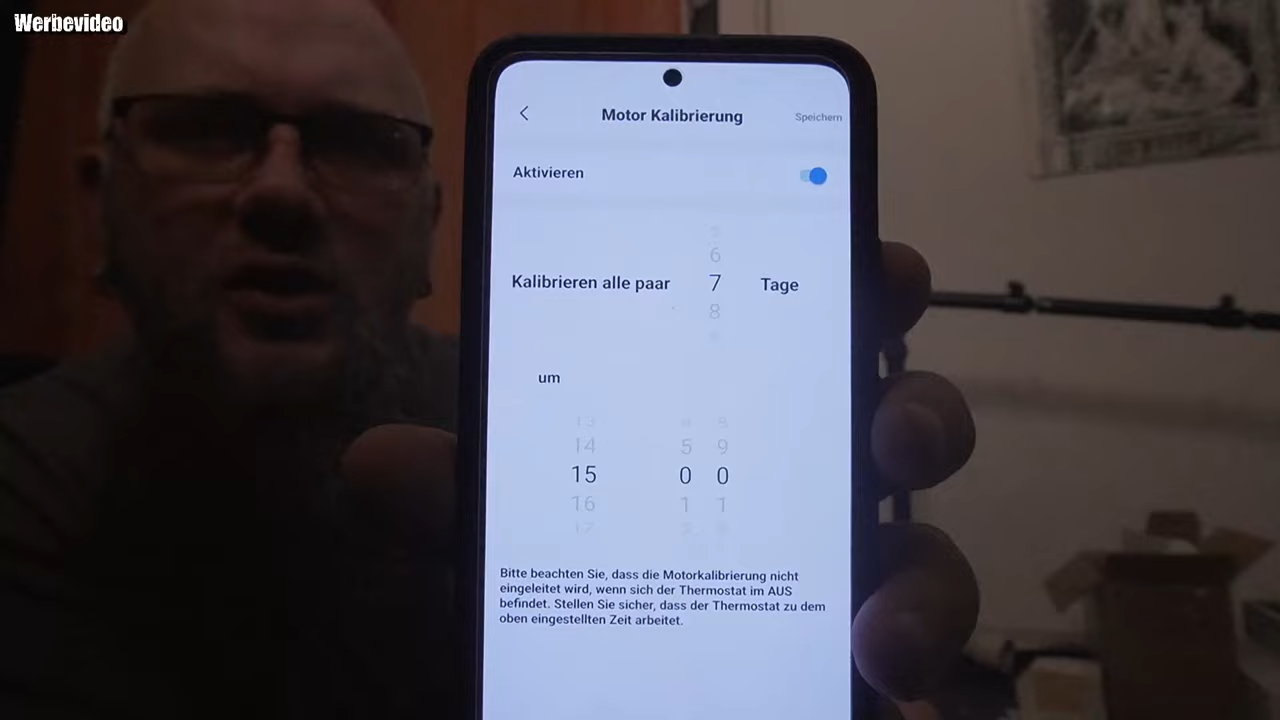 Werbevideo
Motor Kalibrierung
Speichern
Aktivieren
6
Kalibrieren alle paar 7 Tage
8
um
13
14 5 9
15 0 0
16 1 1
17
Bitte beachten Sie, dass die Motorkalibrierung nicht
eingeleitet wird, wenn sich der Thermostat im AUS
befindet. Stellen Sie sicher, dass der Thermostat zu dem
oben eingestellten Zeit arbeitet.